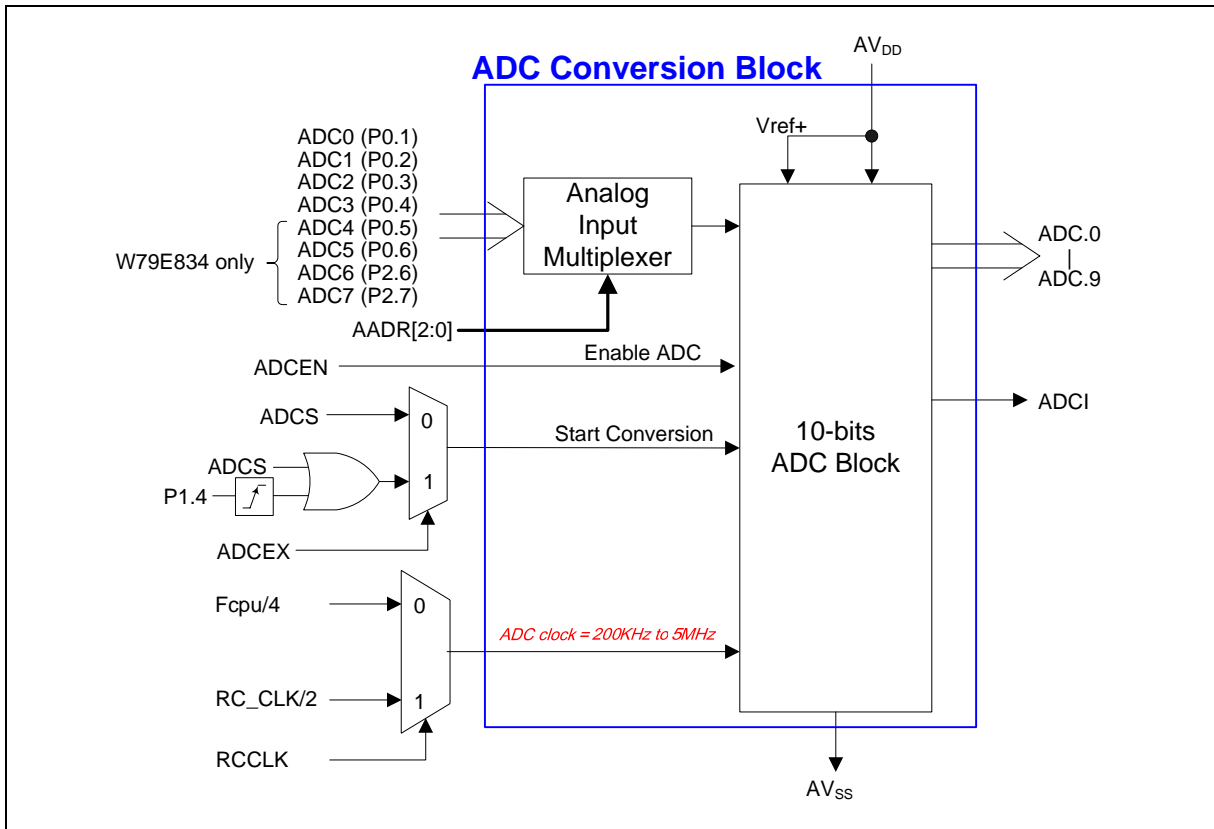 AVDD
ADC Conversion Block
Vref+
ADC0 (P0.1)
ADC1 (P0.2)
ADC2 (P0.3)
ADC3 (P0.4)
ADC4 (P0.5)
ADC5 (P0.6)
ADC6 (P2.6)
ADC7 (P2.7)
W79E834 only
Analog
Input
Multiplexer
AADR[2:0]
ADC.0
ADC.9
ADCEN
Enable ADC
ADCI
ADCS
0
Start Conversion
10-bits
ADC Block
ADCS
1
P1.4
ADCEX
Fcpu/4
0
ADC clock = 200KHz to 5MHz
RC_CLK/2
1
RCCLK
AVSS